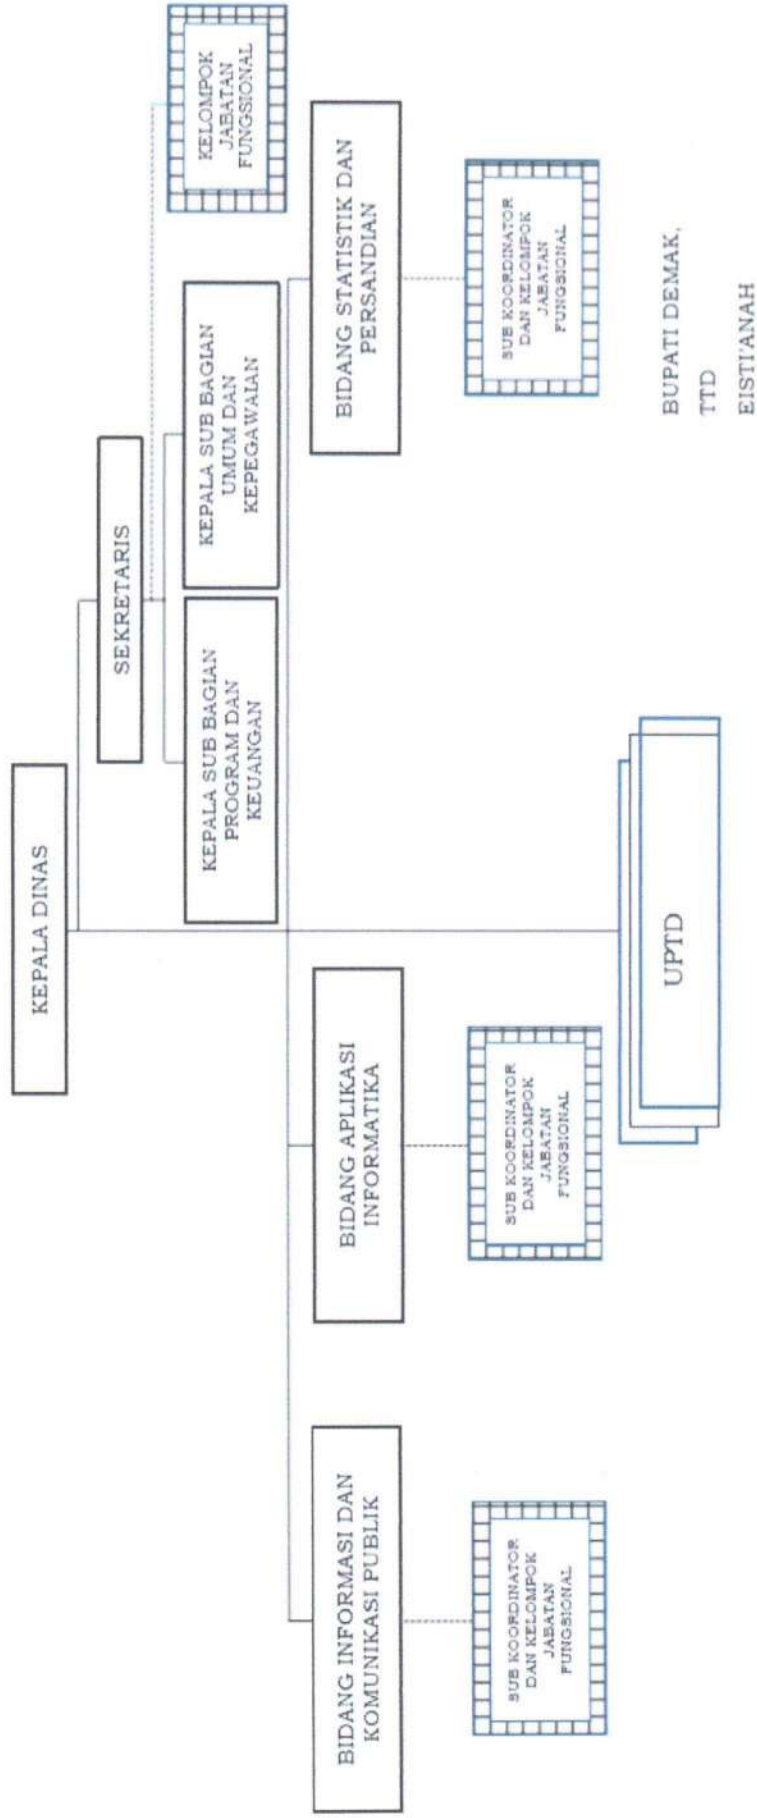 KEPALA DINAS
SEKRETARIS
KELOMPOK
JABATAN
FUNGSIONAL
KEPALA SUB BAGIAN
PROGRAM DAN
KEUANGAN
KEPALA SUB BAGIAN
UMUM DAN
KEPEGAWAIAN
BIDANG INFORMASI DAN
KOMUNIKASI PUBLIK
BIDANG APLIKASI
INFORMATIKA
BIDANG STATISTIK DAN
PERSANDIAN
SUB KOORDINATOR
DAN KELOMPOK
JABATAN
FUNGSIONAL
SUB KOORDINATOR
DAN KELOMPOK
JABATAN
FUNGSIONAL
SUB KOORDINATOR
DAN KELOMPOK
JABATAN
FUNGSIONAL
UPTD
BUPATI DEMAK,
TTD
EISTI'ANAH